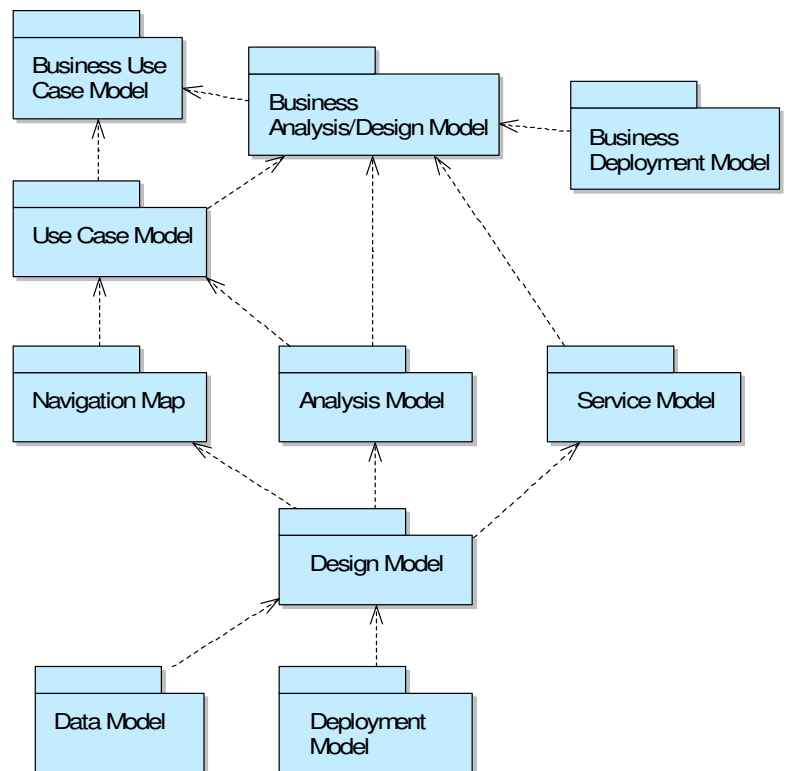 Business Use
Case Model
Business
Analysis/Design Model
Business
Deployment Model
Use Case Model
Navigation Map
Analysis Model
Service Model
Design Model
Data Model
Deployment
Model